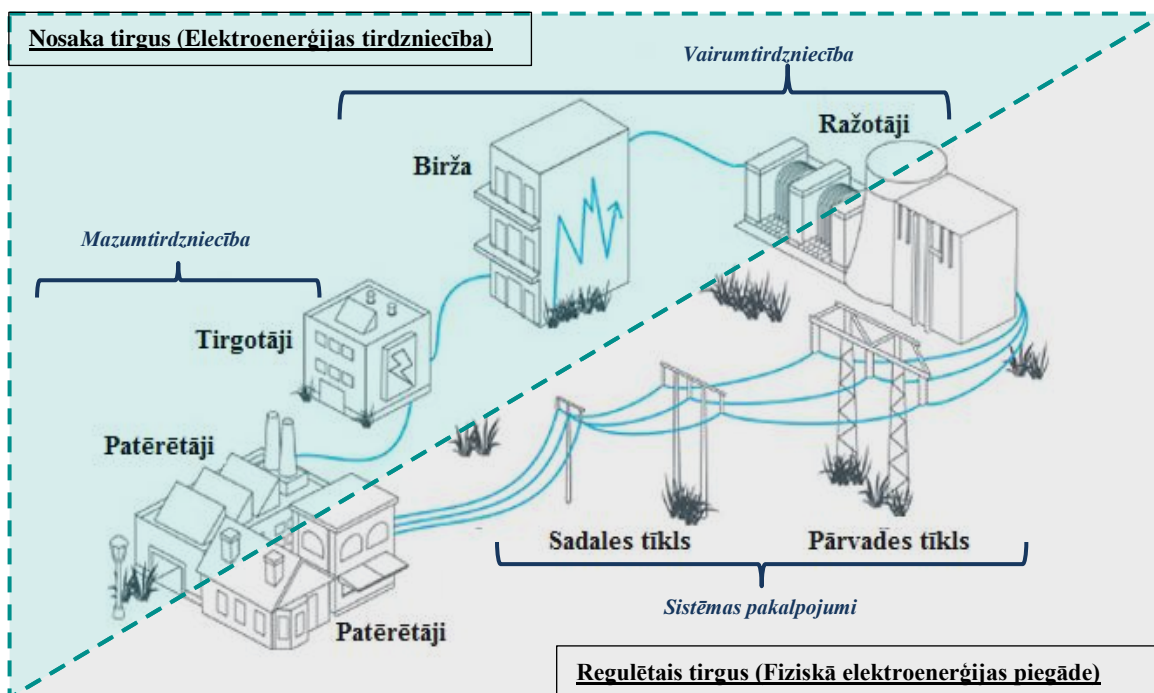 Nosaka tirgus (Elektroenerģijas tirdzniecība)
Vairumtirdzniecība
Ražotāji
Birža
Mazumtirdzniecība
Tirgotāji
Patērētāji
Sadales tīkls
Pārvades tīkls
Sistēmas pakalpojumi
Patērētāji
Regulētais tirgus (Fiziskā elektroenerģijas piegāde)